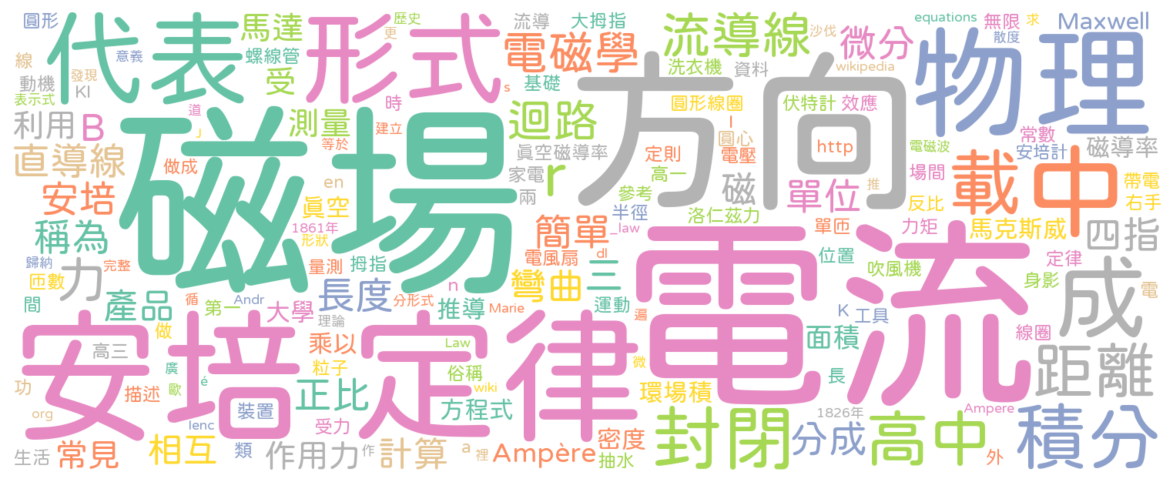 圓形
歷史
更
線
意義
代表
馬達
螺線管
受
形式
流導
大拇指
電磁學
基礎
流導線
沙伐
洗衣機
資料
微分
wikipedia
equations
無限
求
散度
Maxwell
物理
動機
發現
KI
表示式
利用
B
道
J
時
建立
等於
測量
s
迴路
真空磁導率
r
家電
兩
方向
圓形線圈
I
圓心
電壓
定則
高一
伏特計
效應
http
電磁波
常數
安培計
磁導率
載中
場間
帶電
反比
右手
直導線
做成
安培
真空
en
1861年
形狀
稱為
歸納
完整
匝數
力
量測
拇指
磁場
磁
單位
參考
半徑
洛仁茲力
單匝
力矩
推
馬克斯威
四指
簡單
_law
電風扇
dl
三
位置
吹風機
定律
身影
間
產品
循
第一
Andr
大學
長度
分形式
n
推導
Marie
彎曲
運動
K
工具
成
電
做
理論
乘以
Law
遍
微
面積
線圈
距離
安培定律
電流
高三
廣
歐
é
粒子
俗稱
wiki
環場積
長
功
描述
裝置
正比
方程式
封閉
1826年
Ampere
org
lenc
受力
密度
分成
高中
積分
生活
常見
相互
類
作用力
作
計算
a
裡
Ampère
抽水
外